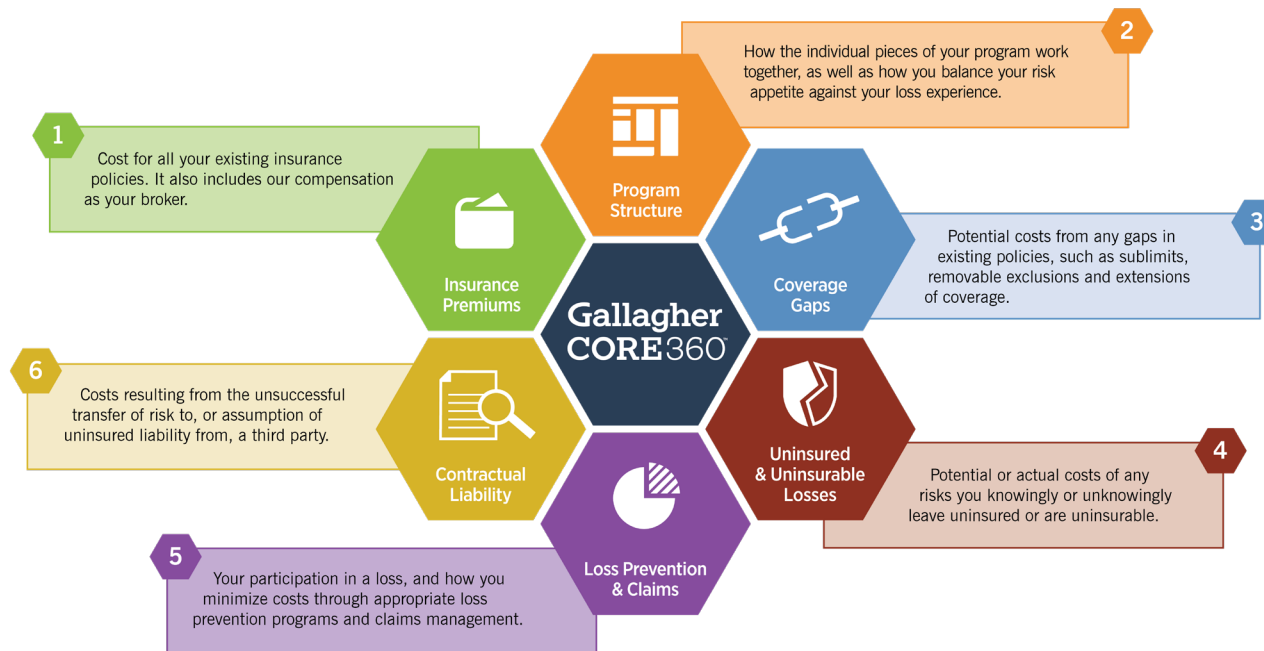 1
Cost for all your existing insurance
policies. It also includes our compensation
as your broker.
Insurance
Premiums
2
How the individual pieces of your program work
together, as well as how you balance your risk
appetite against your loss experience.
Program
Structure
3
Potential costs from any gaps in
existing policies, such as sublimits,
removable exclusions and extensions
of coverage.
Coverage
Gaps
Gallagher
CORE360
4
Potential or actual costs of any
risks you knowingly or unknowingly
leave uninsured or are uninsurable.
Uninsured
& Uninsurable
Losses
5
Your participation in a loss, and how you
minimize costs through appropriate loss
prevention programs and claims management.
Loss Prevention
& Claims
6
Costs resulting from the unsuccessful
transfer of risk to, or assumption of
uninsured liability from, a third party.
Contractual
Liability